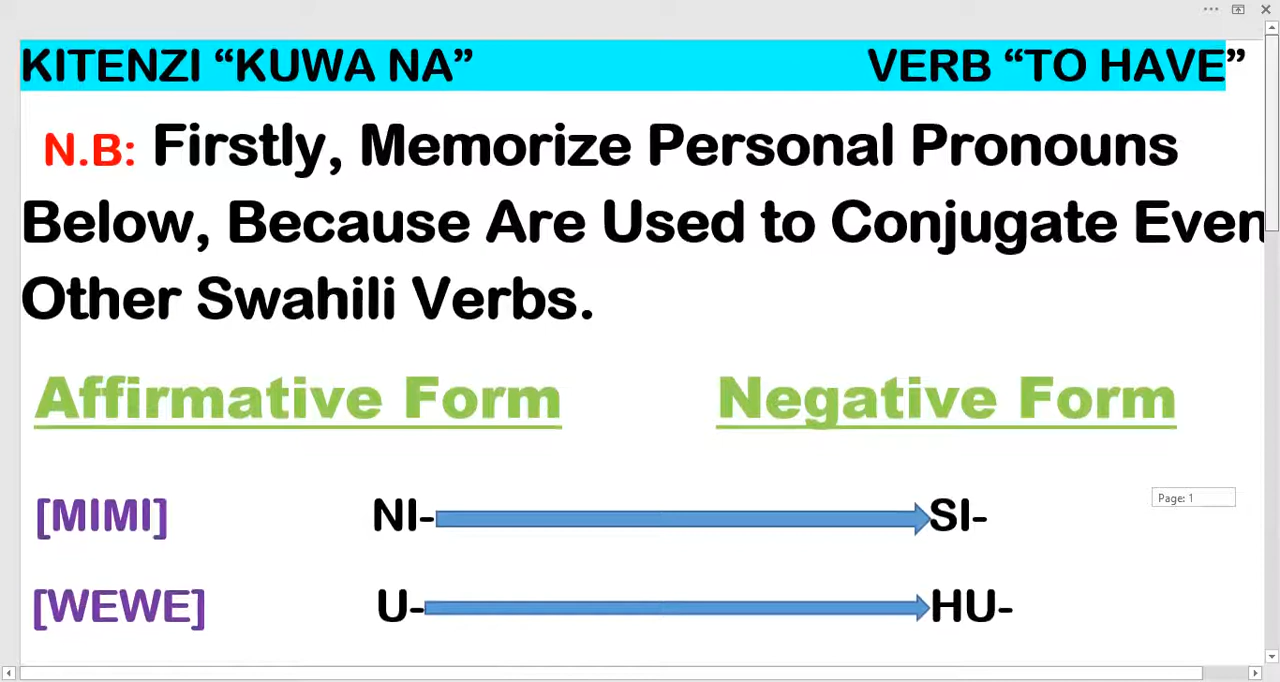 KITENZI “KUWA NA” VERB “TO HAVE”
N.B: Firstly, Memorize Personal Pronouns
Below, Because Are Used to Conjugate Even
Other Swahili Verbs.
Affirmative Form Negative Form
[MIMI] NI- SI-
Page: 1
[WEWE] U- HU-